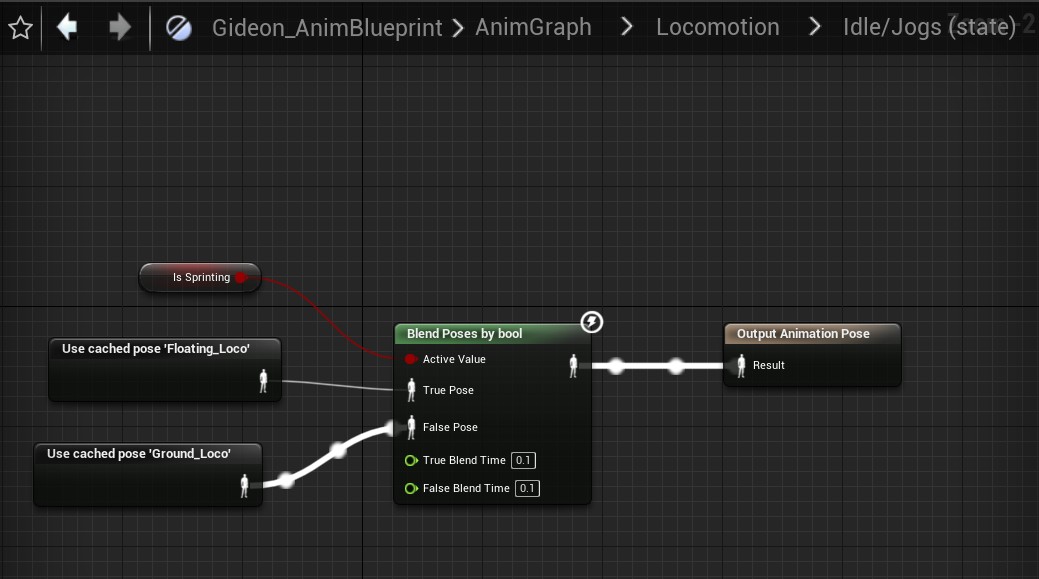 Gideon_AnimBlueprint > AnimGraph > Locomotion > Idle/Jogs (state)
Is Sprinting
Use cached pose 'Floating_Loco'
Use cached pose 'Ground_Loco'
Blend Poses by bool
Active Value
True Pose
False Pose
True Blend Time 0.1
False Blend Time 0.1
Output Animation Pose
Result